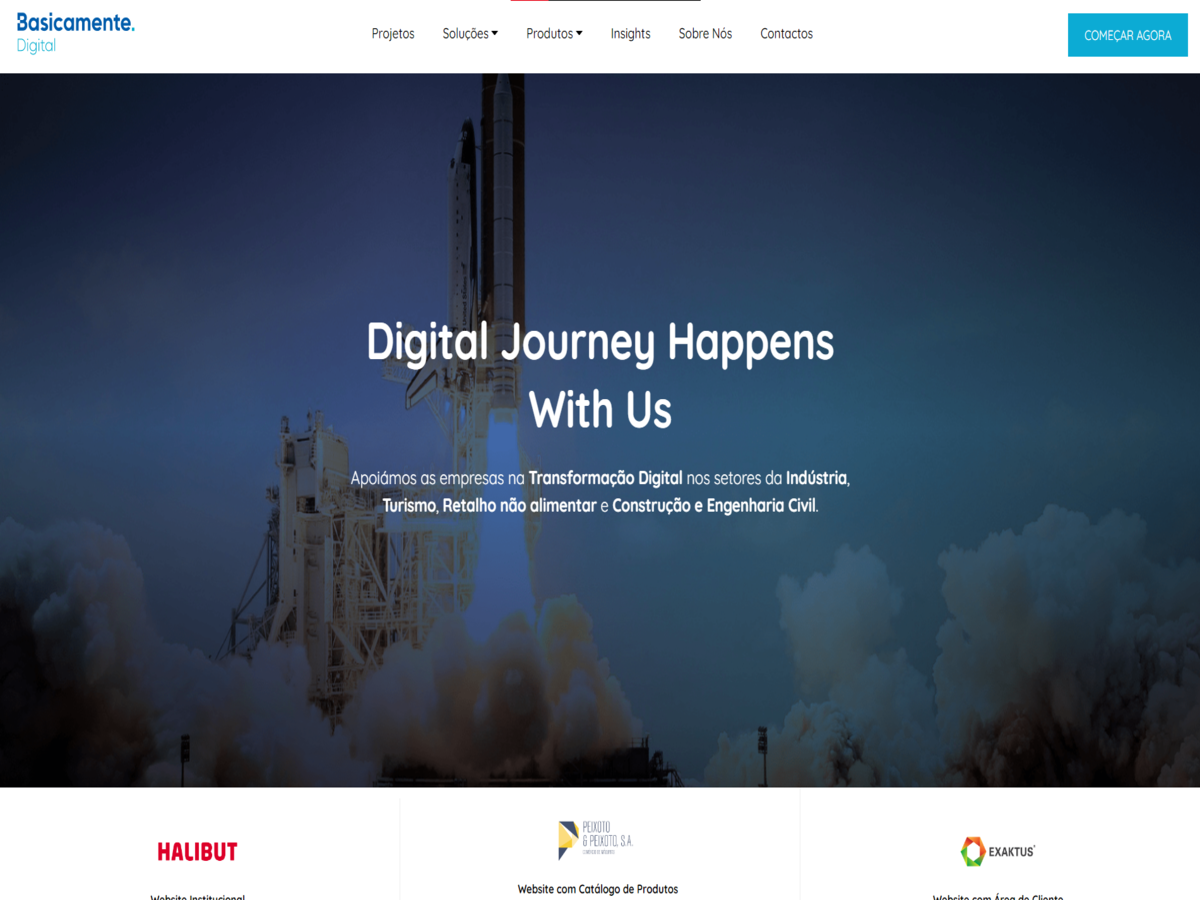 Basicamente.
Digital
Projetos
Soluções
Produtos
Insights
Sobre Nós
Contactos
COMEÇAR AGORA
Digital Journey Happens
With Us
Apoiámos as empresas na Transformação Digital nos setores da Indústria,
Turismo, Retalho não alimentar e Construção e Engenharia Civil.
HALIBUT
Website Institucional
PEIXOTO
& PEIXOTO, S.A.
Website com Catálogo de Produtos
EXAKTUS
Website com Área de Cliente